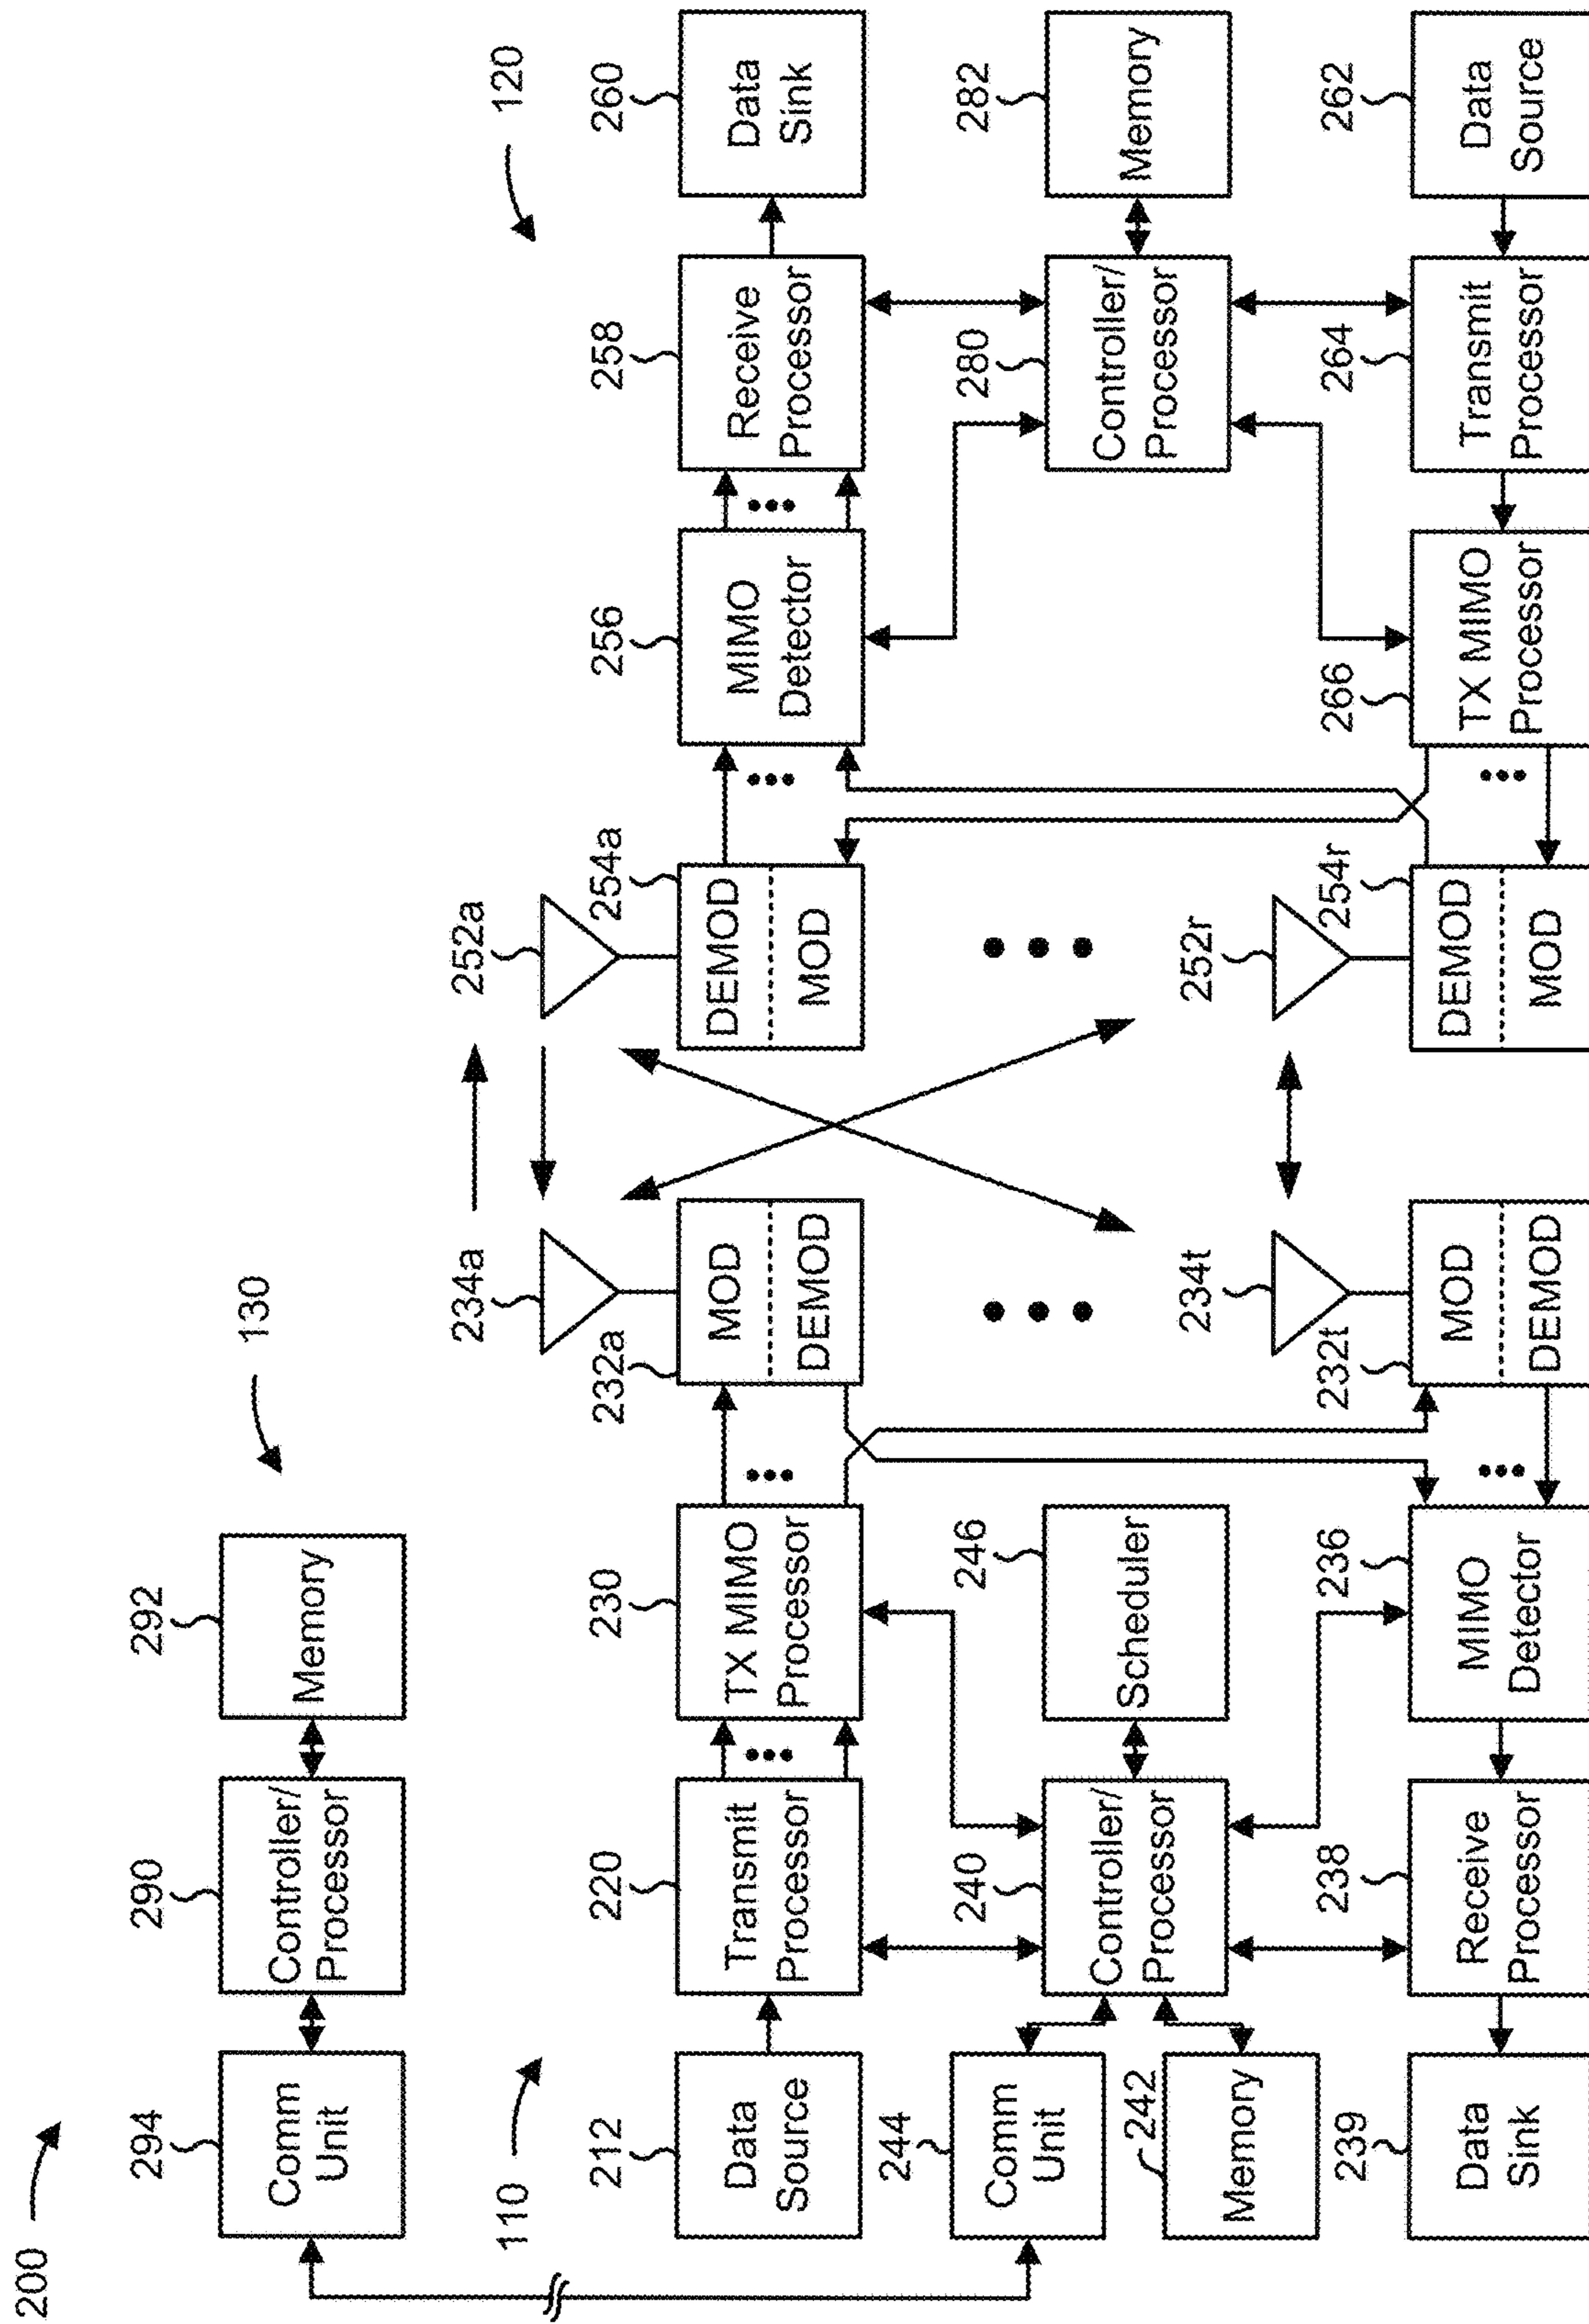 200
130
294
Comm
Unit
290
Controller/
Processor
292
Memory
110
120
212
Data
Source
220
Transmit
Processor
230
TX MIMO
Processor
232a
MOD
DEMOD
234a
252a
254a
DEMOD
MOD
256
MIMO
Detector
258
Receive
Processor
260
Data
Sink
244
Comm
Unit
242
Memory
240
Controller/
Processor
246
Scheduler
280
Controller/
Processor
282
Memory
239
Data
Sink
238
Receive
Processor
236
MIMO
Detector
232t
MOD
DEMOD
234t
252r
254r
DEMOD
MOD
266
TX MIMO
Processor
264
Transmit
Processor
262
Data
Source